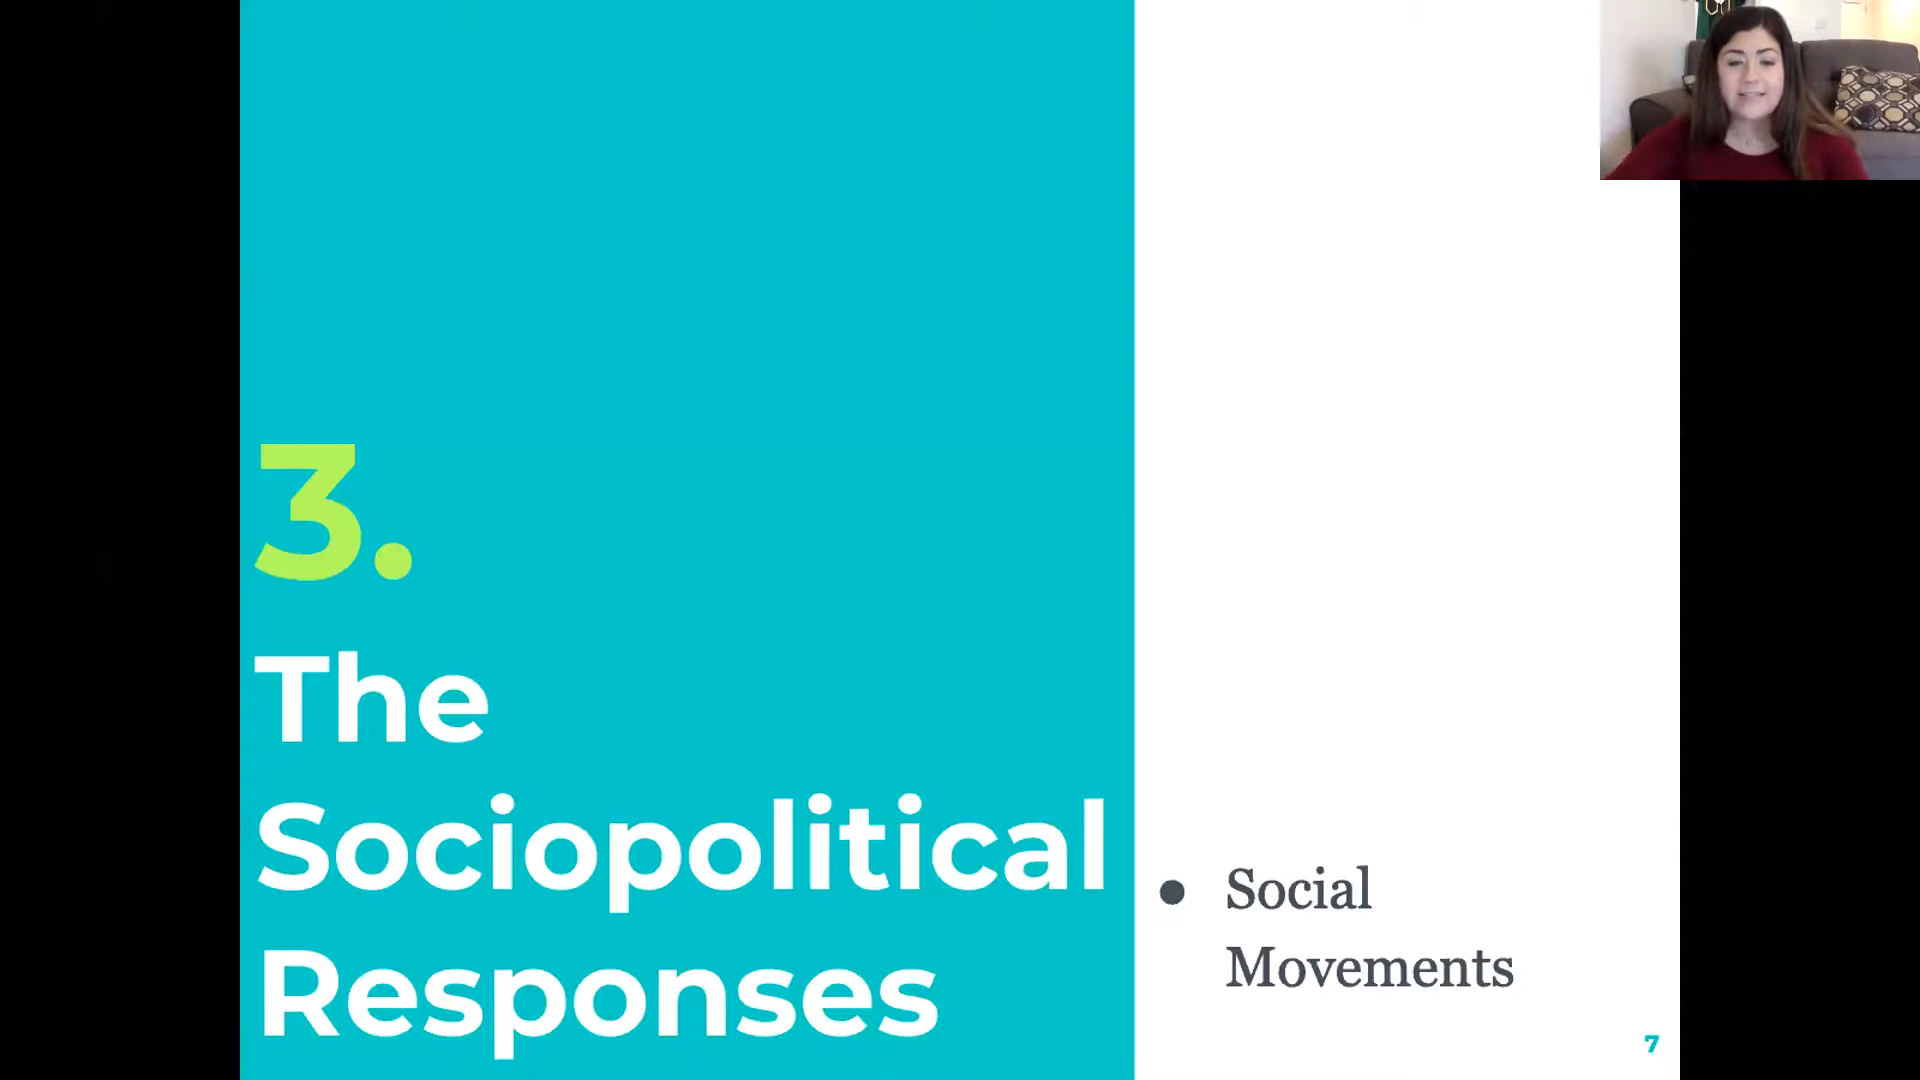 3.
The
Sociopolitical
Responses
● Social
Movements
7